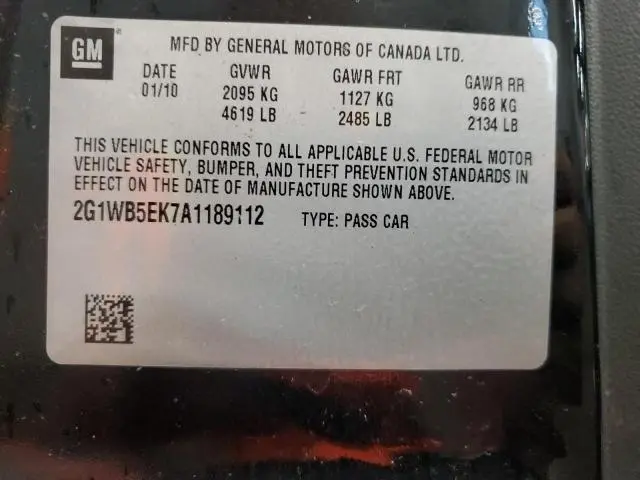 GM
MFD BY GENERAL MOTORS OF CANADA LTD.
DATE GVWR GAWR FRT GAWR RR
01/10 2095 KG 1127 KG 968 KG
4619 LB 2485 LB 2134 LB
THIS VEHICLE CONFORMS TO ALL APPLICABLE U.S. FEDERAL MOTOR
VEHICLE SAFETY, BUMPER, AND THEFT PREVENTION STANDARDS IN
EFFECT ON THE DATE OF MANUFACTURE SHOWN ABOVE.
2G1WB5EK7A1189112 TYPE: PASS CAR